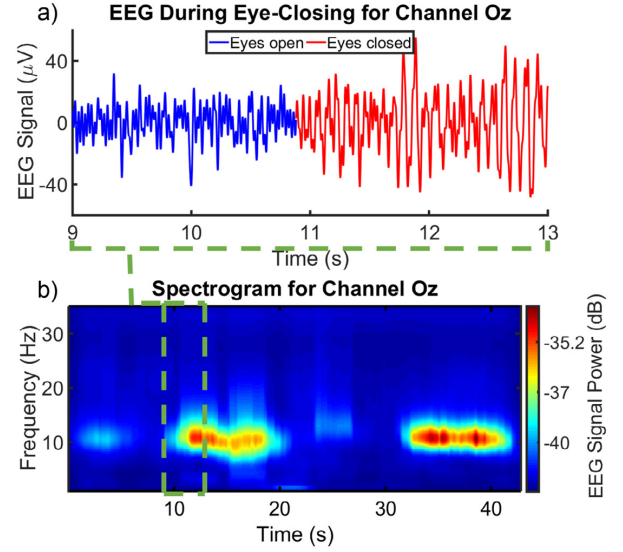 a) EEG During Eye-Closing for Channel Oz
Eyes open Eyes closed
EEG Signal (μV)
40
0
-40
9 10 11 12 13
Time (s)
b) Spectrogram for Channel Oz
Frequency (Hz)
30
20
10
10 20 30 40
Time (s)
-35.2
-37
-40
EEG Signal Power (dB)